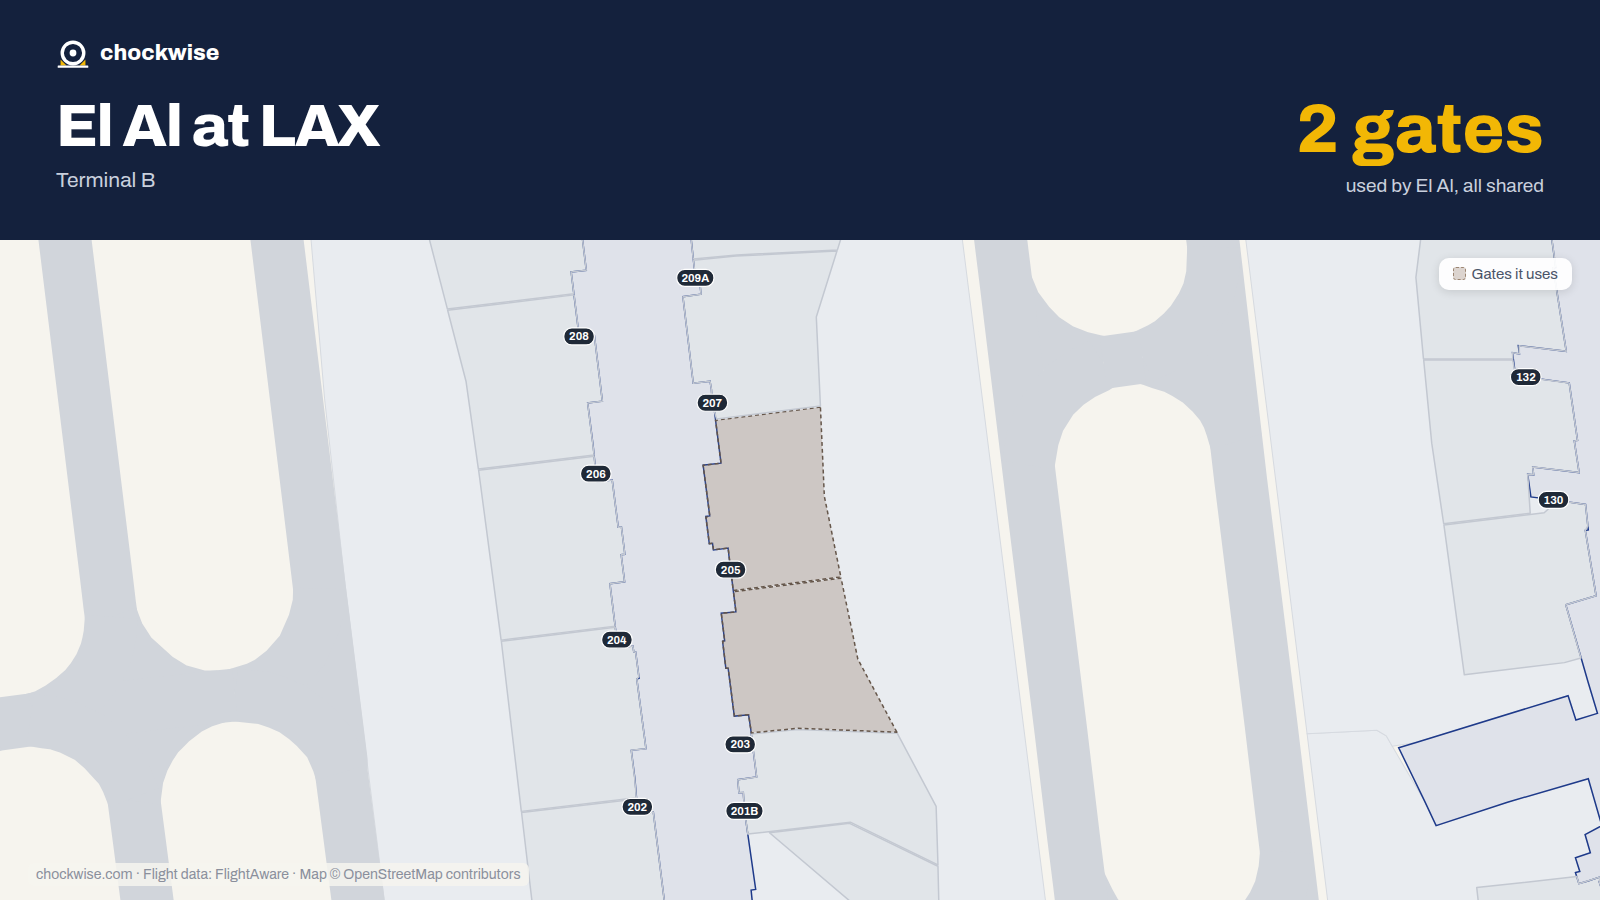 chockwise
El Al at LAX
Terminal B
2 gates
used by El Al, all shared
Gates it uses
209A
208
207
206
205
204
203
202
201B
132
130
chockwise.com · Flight data: FlightAware · Map © OpenStreetMap contributors